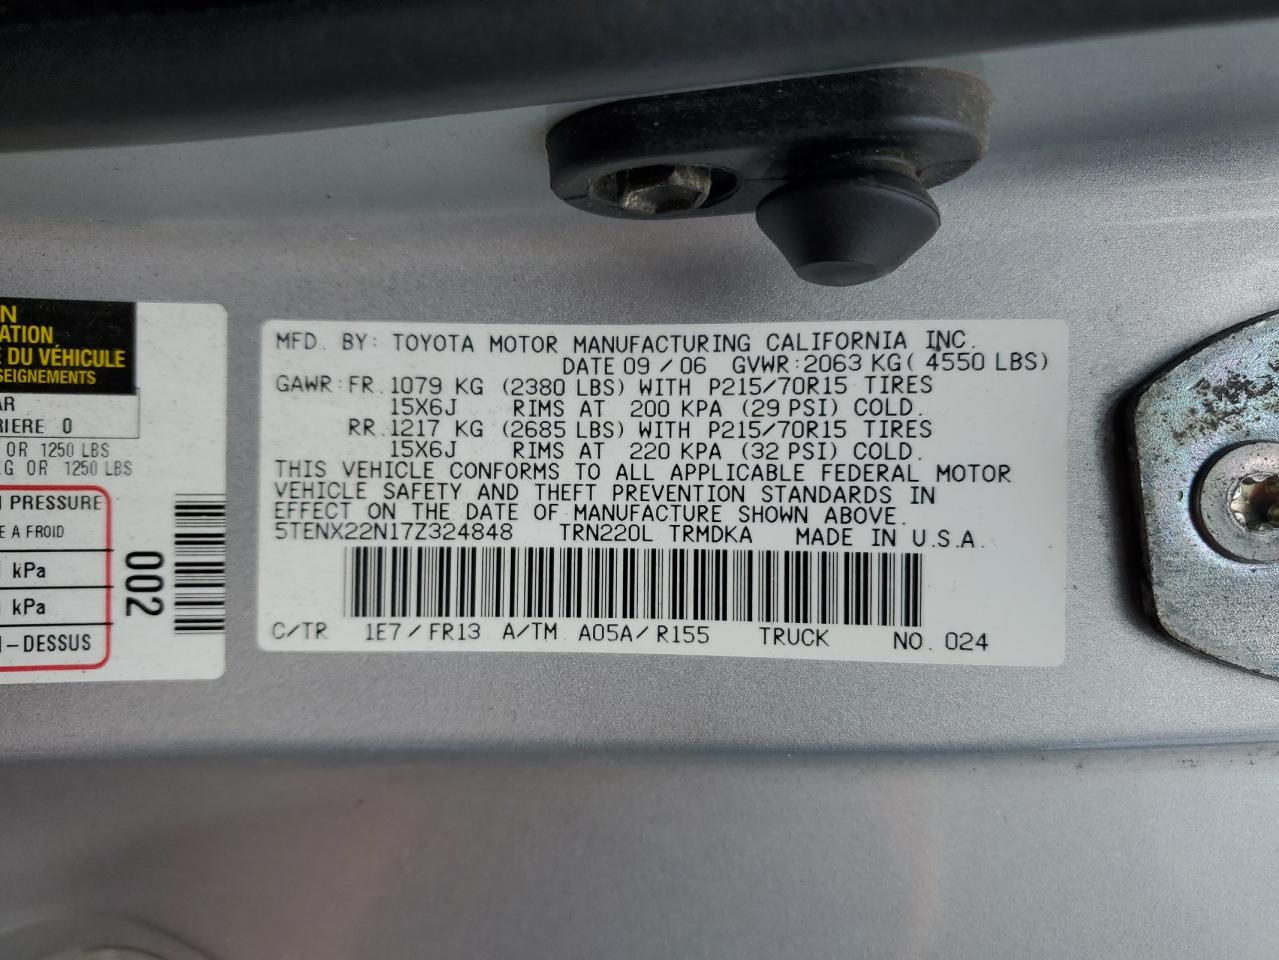 N
ATION
E DU VÉHICULE
SEIGNEMENTS
AR
RIERE 0
OR 1250 LBS
KG OR 1250 LBS
PRESSURE
E A FROID
kPa
kPa
-DESSUS
002
MFD. BY: TOYOTA MOTOR MANUFACTURING CALIFORNIA INC.
DATE 09/06 GVWR:2063 KG( 4550 LBS)
GAWR:FR.1079 KG (2380 LBS) WITH P215/70R15 TIRES
15X6J RIMS AT 200 KPA (29 PSI) COLD.
RR.1217 KG (2685 LBS) WITH P215/70R15 TIRES
15X6J RIMS AT 220 KPA (32 PSI) COLD.
THIS VEHICLE CONFORMS TO ALL APPLICABLE FEDERAL MOTOR
VEHICLE SAFETY AND THEFT PREVENTION STANDARDS IN
EFFECT ON THE DATE OF MANUFACTURE SHOWN ABOVE.
5TENX22N17Z324848 TRN220L TRMDKA MADE IN U.S.A.
C/TR 1E7/FR13 A/TM A05A/R155 TRUCK NO.024